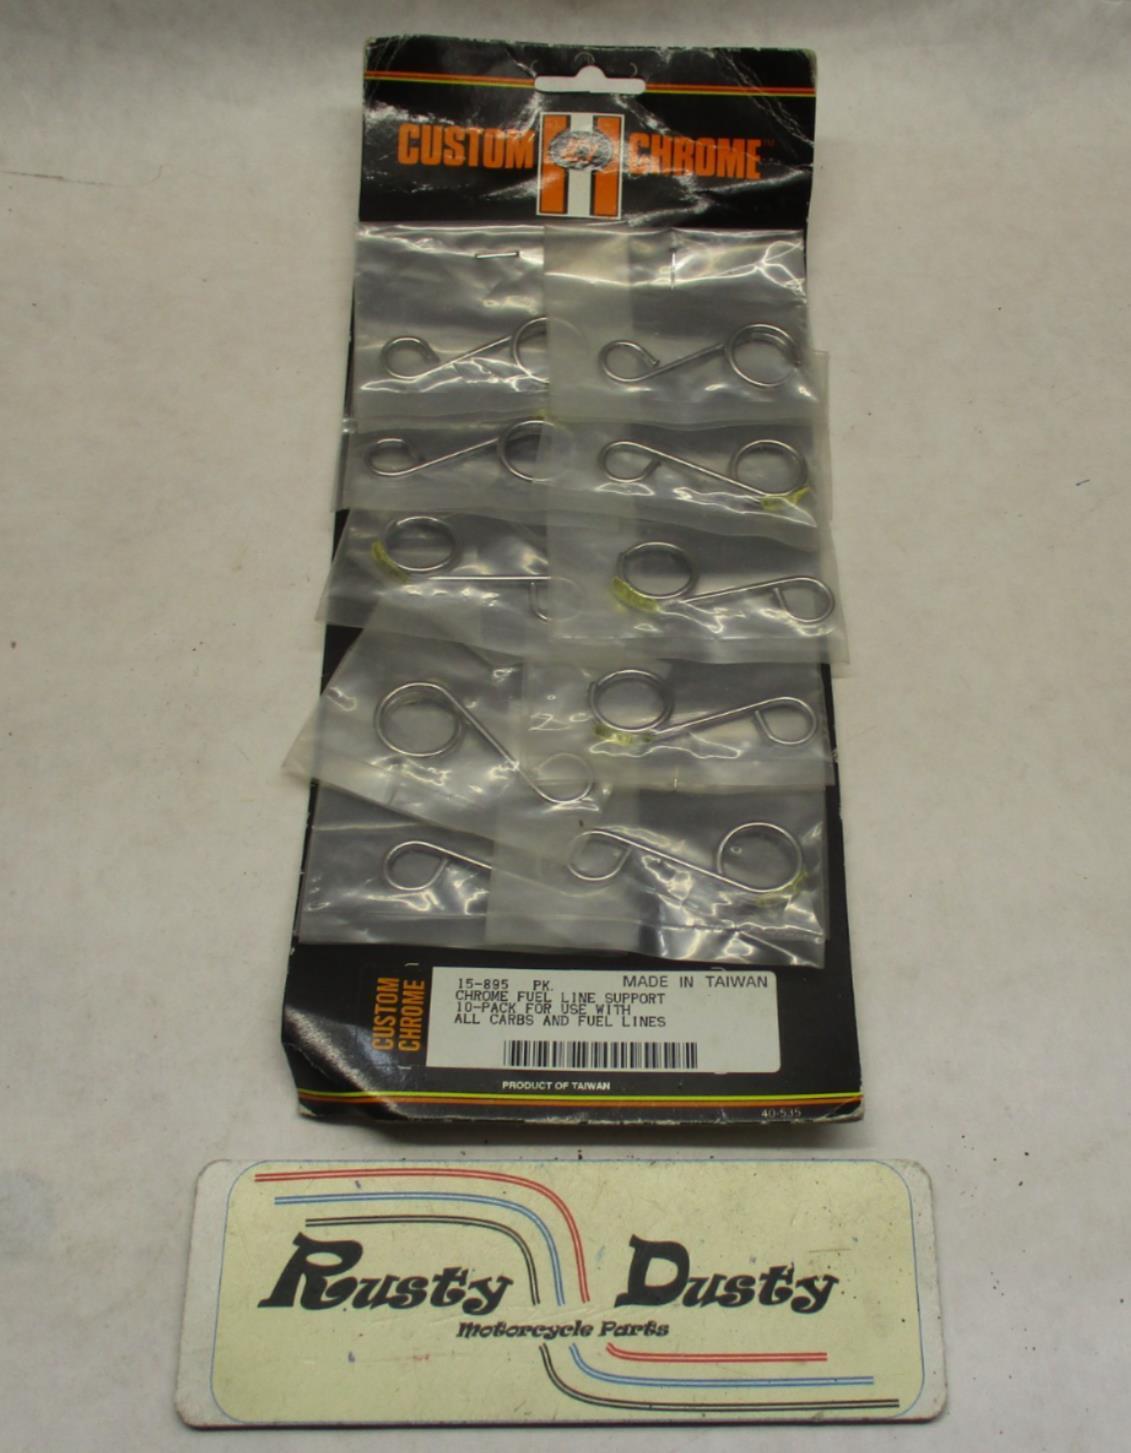 CUSTOM CHROME™
15-895 PK. MADE IN TAIWAN
CHROME FUEL LINE SUPPORT
10-PACK FOR USE WITH
ALL CARBS AND FUEL LINES
CUSTOM
CHROME
PRODUCT OF TAIWAN
40-535
Rusty Dusty
Motorcycle Parts